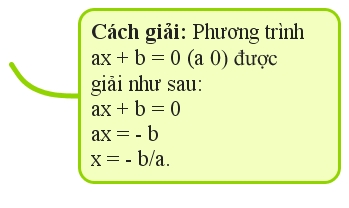 Cách giải: Phương trình
ax + b = 0 (a 0) được
giải như sau:
ax + b = 0
ax = - b
x = - b/a.